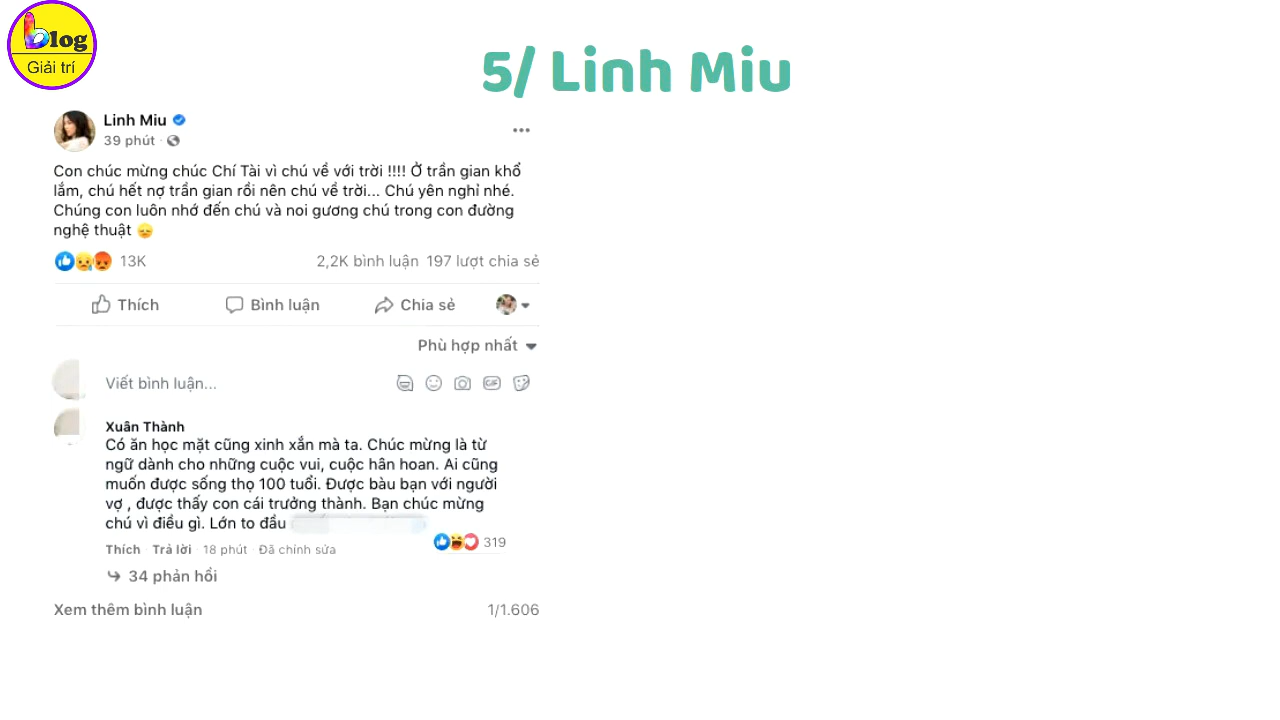 blog
Giải trí
5/ Linh Miu
Linh Miu
39 phút ·
Con chúc mừng chúc Chí Tài vì chú về với trời !!!! Ở trần gian khổ
lắm, chú hết nợ trần gian rồi nên chú về trời... Chú yên nghỉ nhé.
Chúng con luôn nhớ đến chú và noi gương chú trong con đường
nghệ thuật 😞
13K
2,2K bình luận 197 lượt chia sẻ
Thích
Bình luận
Chia sẻ
Phù hợp nhất
Viết bình luận...
GIF
Xuân Thành
Có ăn học mặt cũng xinh xắn mà ta. Chúc mừng là từ
ngữ dành cho những cuộc vui, cuộc hân hoan. Ai cũng
muốn được sống thọ 100 tuổi. Được bàu bạn với người
vợ , được thấy con cái trưởng thành. Bạn chúc mừng
chú vì điều gì. Lớn to đầu
319
Thích · Trả lời · 18 phút · Đã chỉnh sửa
34 phản hồi
Xem thêm bình luận
1/1.606